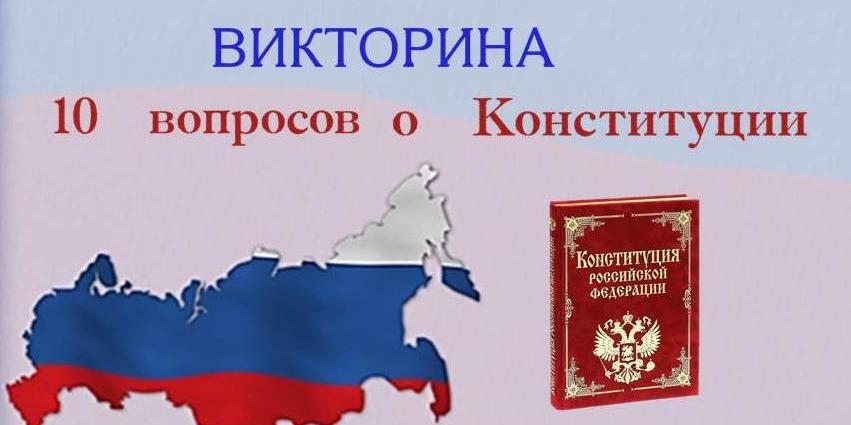 ВИКТОРИНА
10 вопросов о Конституции
Конституция
российской
федерации